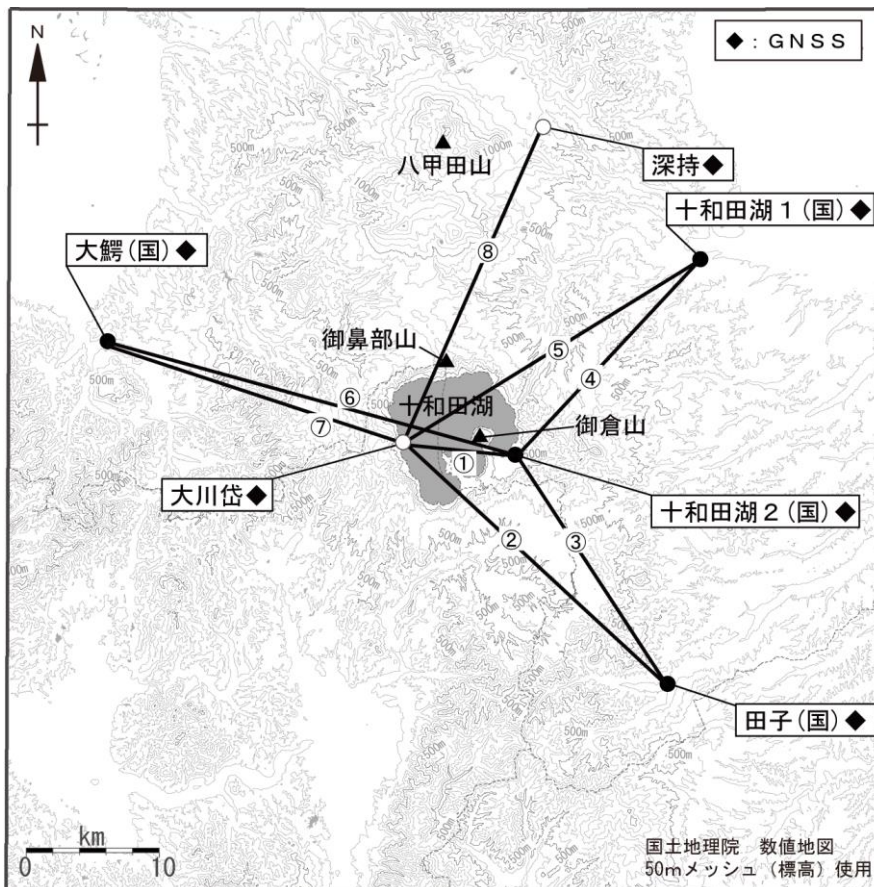 N
◆:GNSS
500m
1000m
八甲田山
深持◆
十和田湖1(国)◆
大鰐(国)◆
⑧
御鼻部山
⑤
④
⑥
十和田湖
⑦
御倉山
①
大川岱◆
十和田湖2(国)◆
②
③
田子(国)◆
km
0 10
国土地理院 数値地図
50mメッシュ(標高)使用